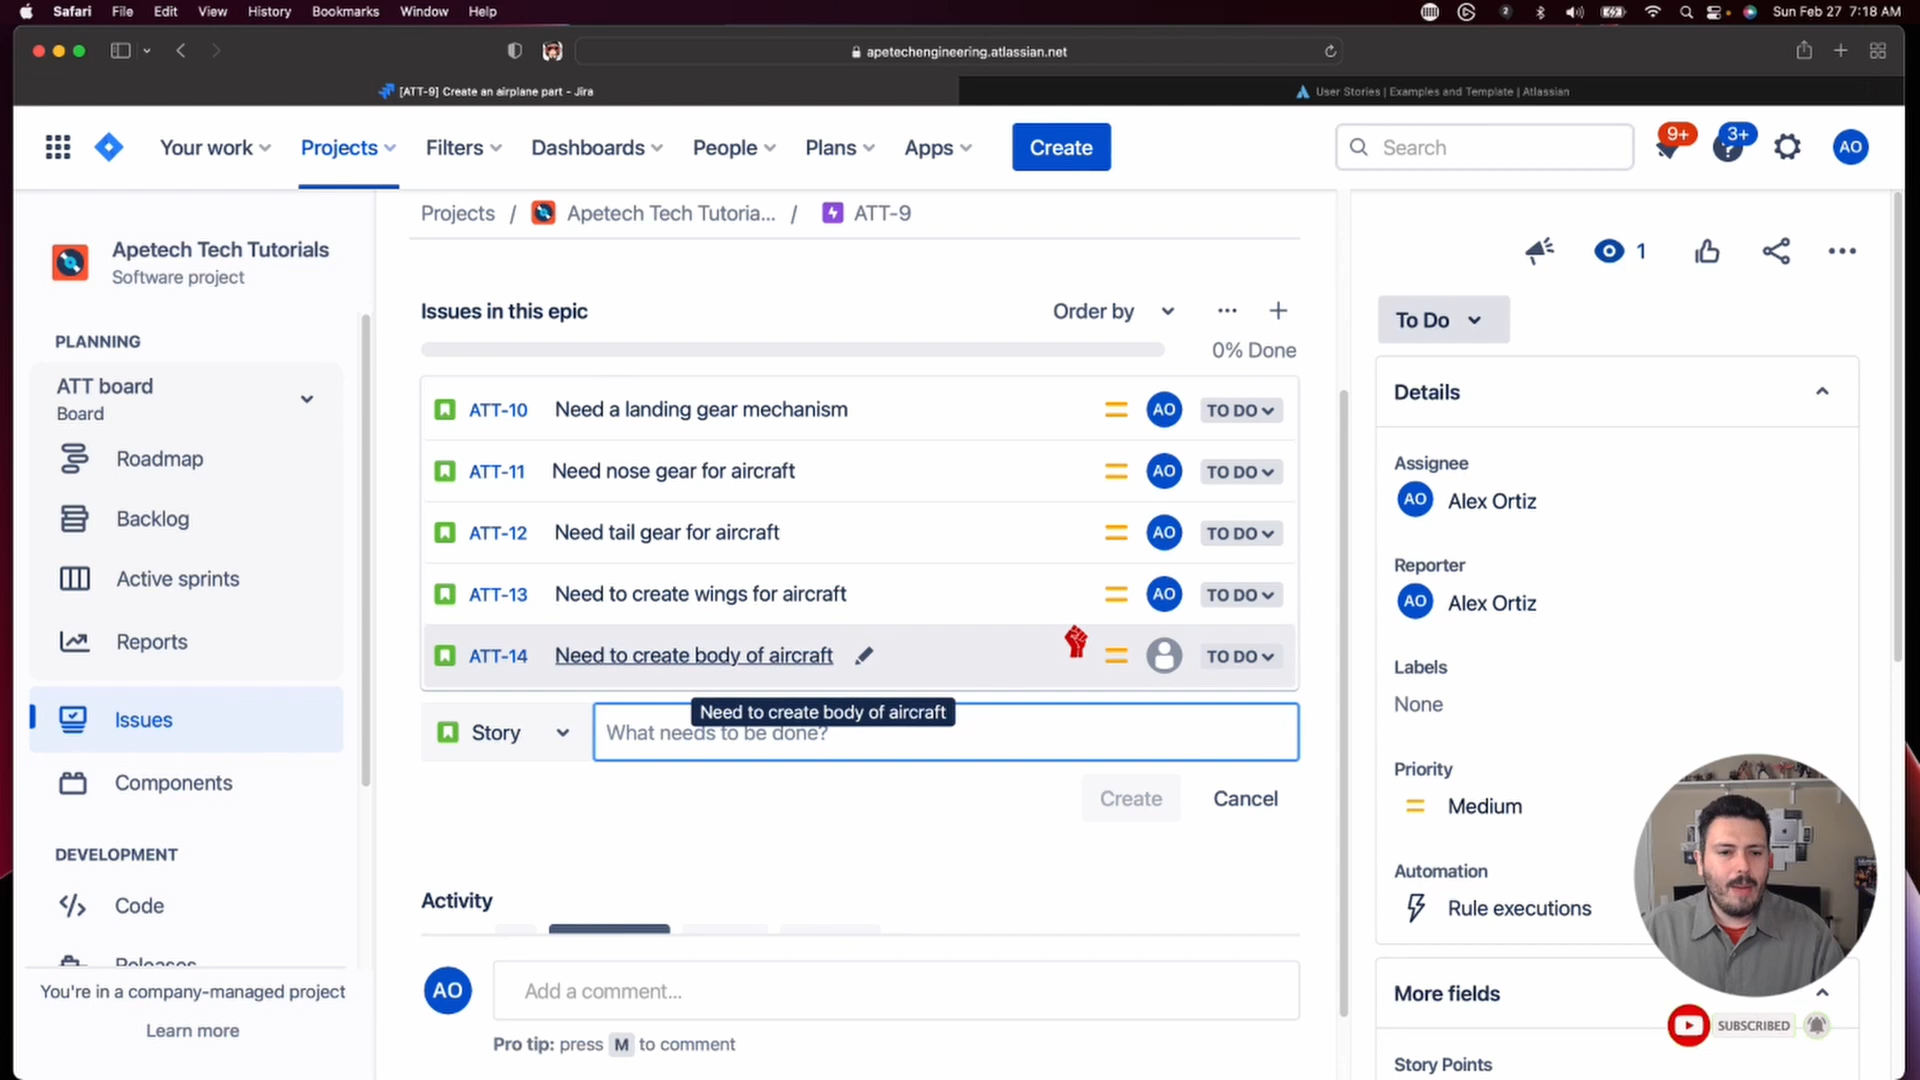 Safari File Edit View History Bookmarks Window Help
2
Sun Feb 27 7:18 AM
apetechengineering.atlassian.net
[ATT-9] Create an airplane part - Jira
User Stories | Examples and Template | Atlassian
Your work Projects Filters Dashboards People Plans Apps Create
Search
9+ 3+ AO
Projects / Apetech Tech Tutoria... / ATT-9
Apetech Tech Tutorials
Software project
PLANNING
ATT board
Board
Roadmap
Backlog
Active sprints
Reports
Issues
Components
DEVELOPMENT
Code
Releases
You're in a company-managed project
Learn more
Issues in this epic
Order by
0% Done
ATT-10 Need a landing gear mechanism AO TO DO
ATT-11 Need nose gear for aircraft AO TO DO
ATT-12 Need tail gear for aircraft AO TO DO
ATT-13 Need to create wings for aircraft AO TO DO
ATT-14 Need to create body of aircraft TO DO
Need to create body of aircraft
Story What needs to be done?
Create Cancel
Activity
AO Add a comment...
Pro tip: press M to comment
1
To Do
Details
Assignee
AO Alex Ortiz
Reporter
AO Alex Ortiz
Labels
None
Priority
Medium
Automation
Rule executions
More fields
SUBSCRIBED
Story Points